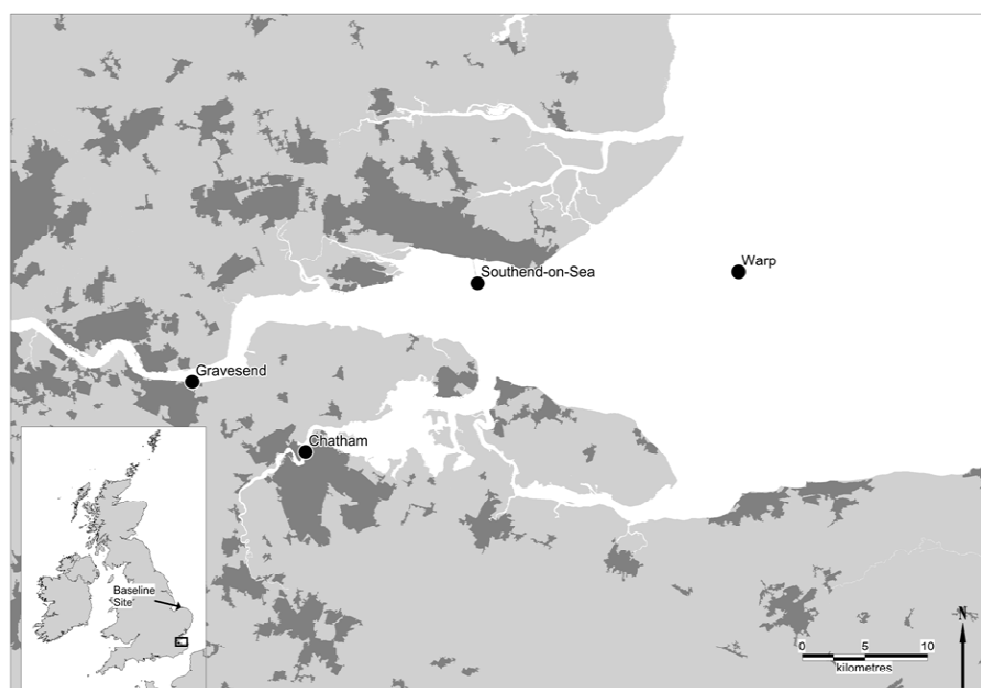 Warp
Southend-on-Sea
Gravesend
Chatham
Baseline
Site
N
0 5 10
kilometres